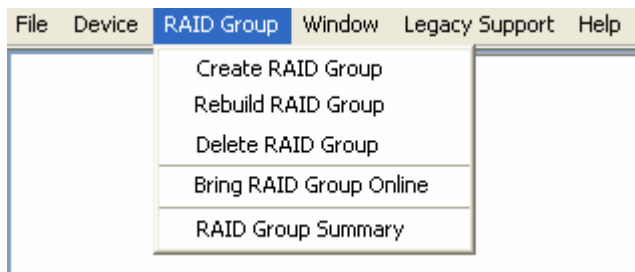 File Device RAID Group Window Legacy Support Help
Create RAID Group
Rebuild RAID Group
Delete RAID Group
Bring RAID Group Online
RAID Group Summary